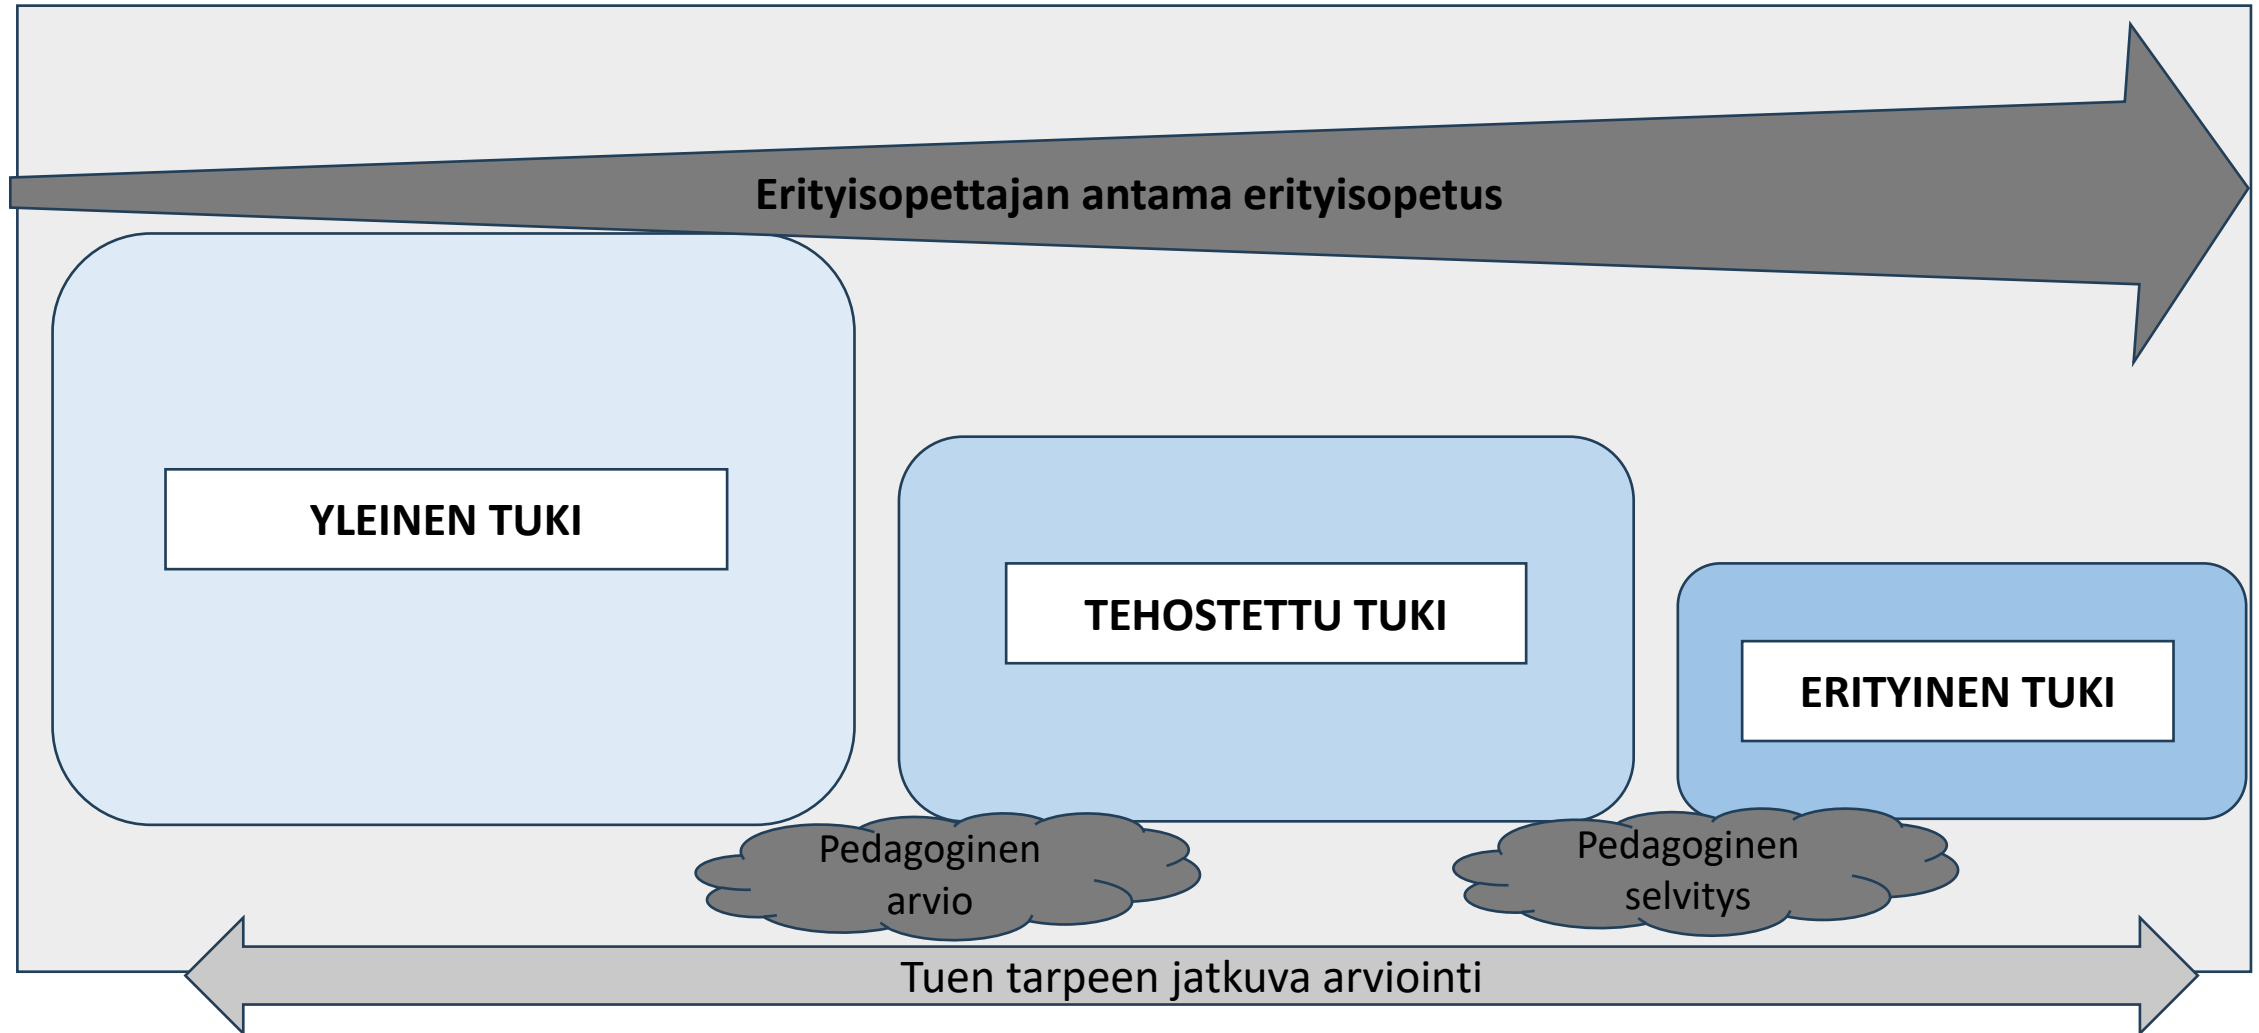 Erityisopettajan antama erityisopetus
YLEINEN TUKI
TEHOSTETTU TUKI
ERITYINEN TUKI
Pedagoginen
arvio
Pedagoginen
selvitys
Tuen tarpeen jatkuva arviointi